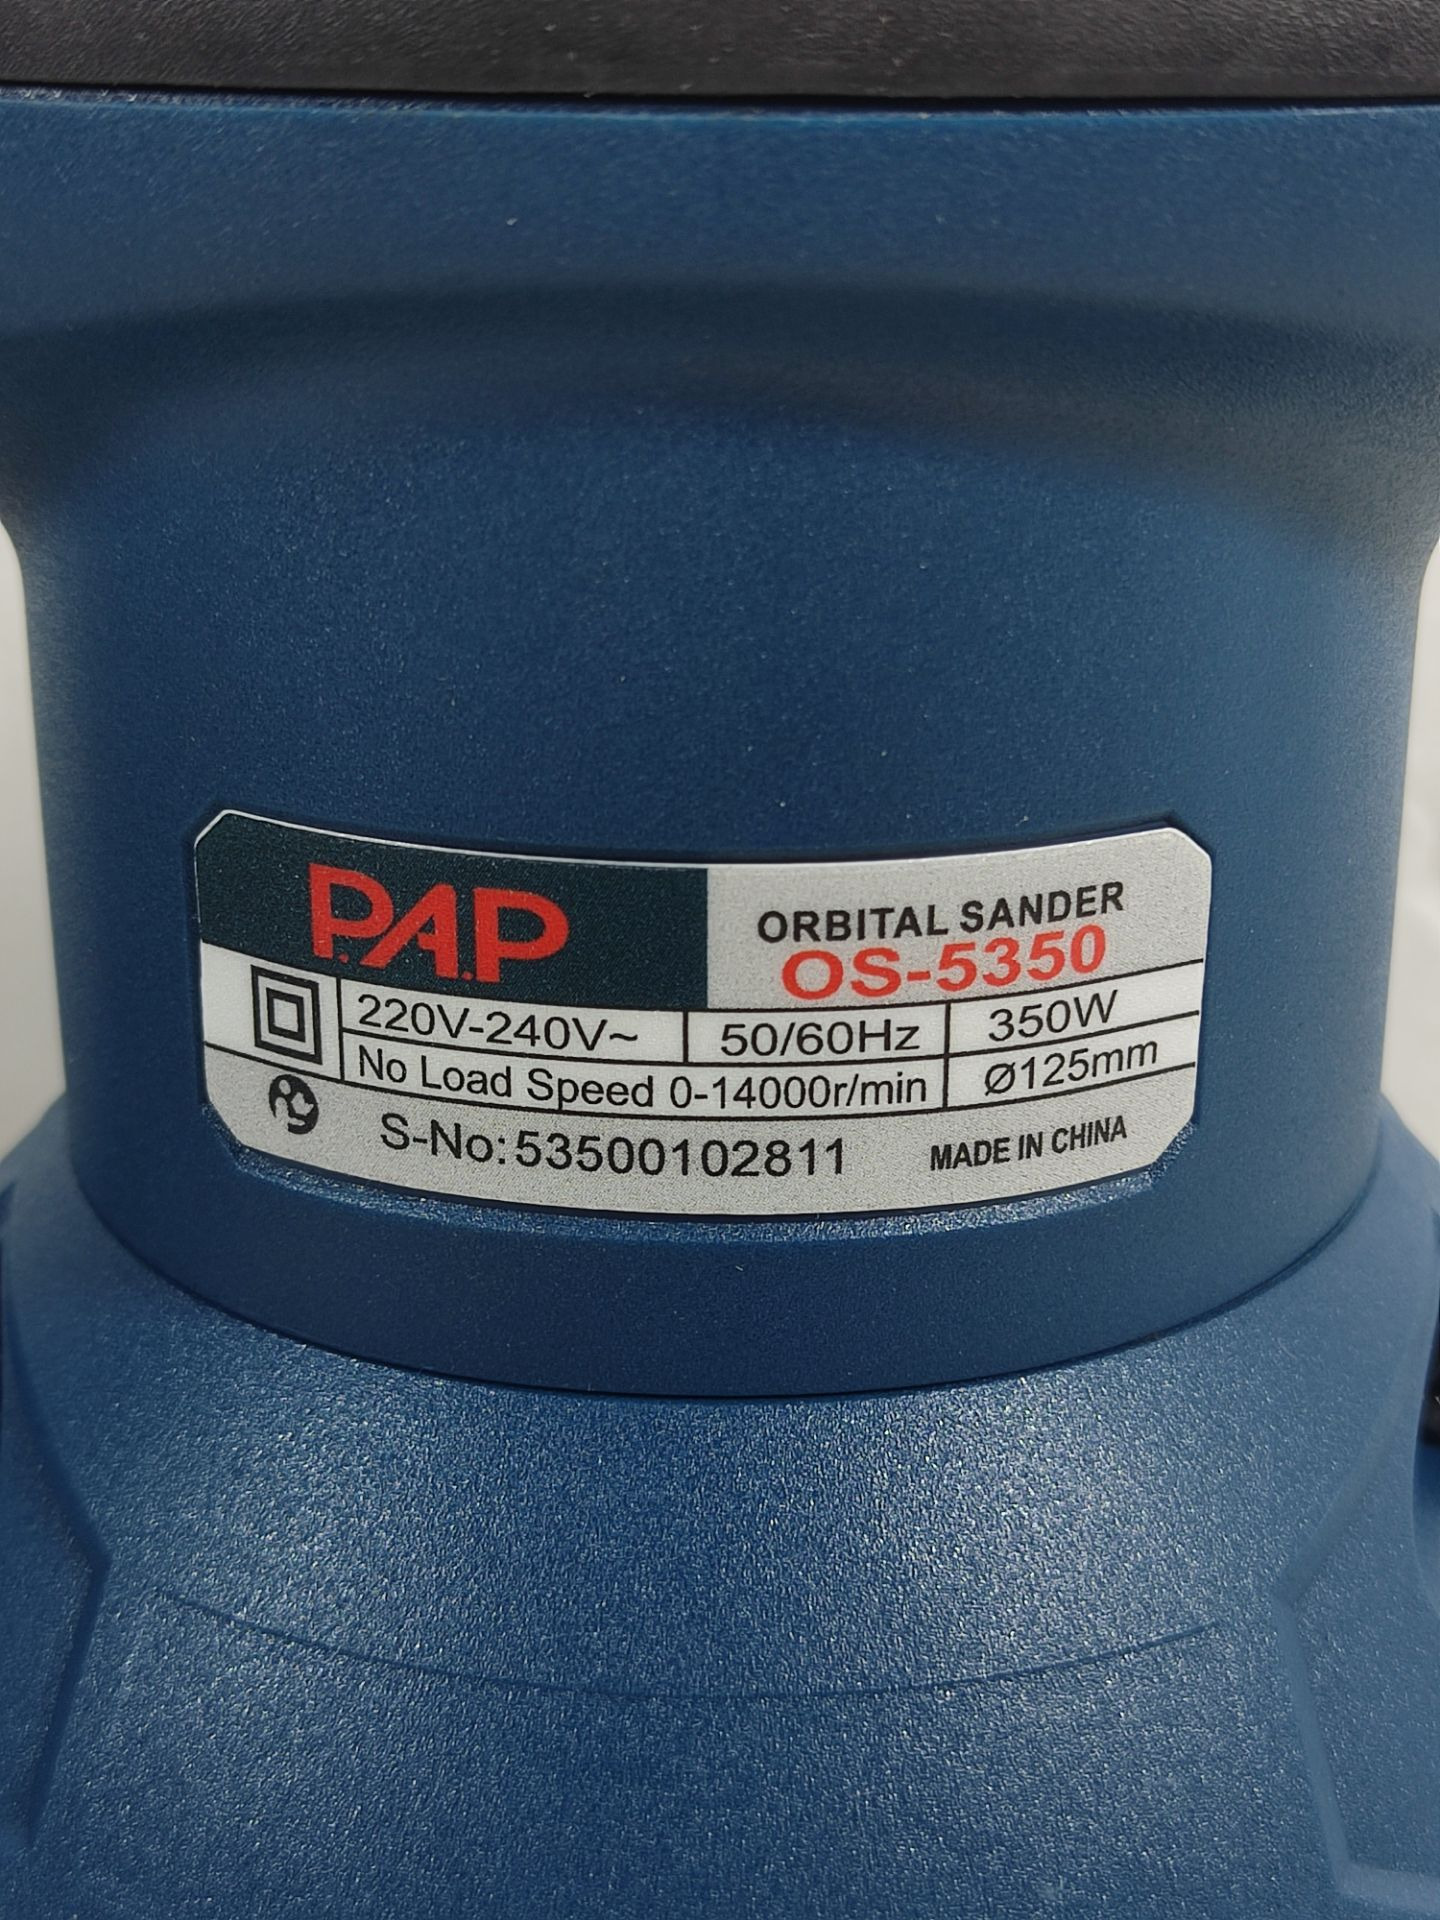 P.A.P
ORBITAL SANDER
OS-5350
220V-240V~ 50/60Hz 350W
No Load Speed 0-14000r/min Ø125mm
S-No:53500102811 MADE IN CHINA